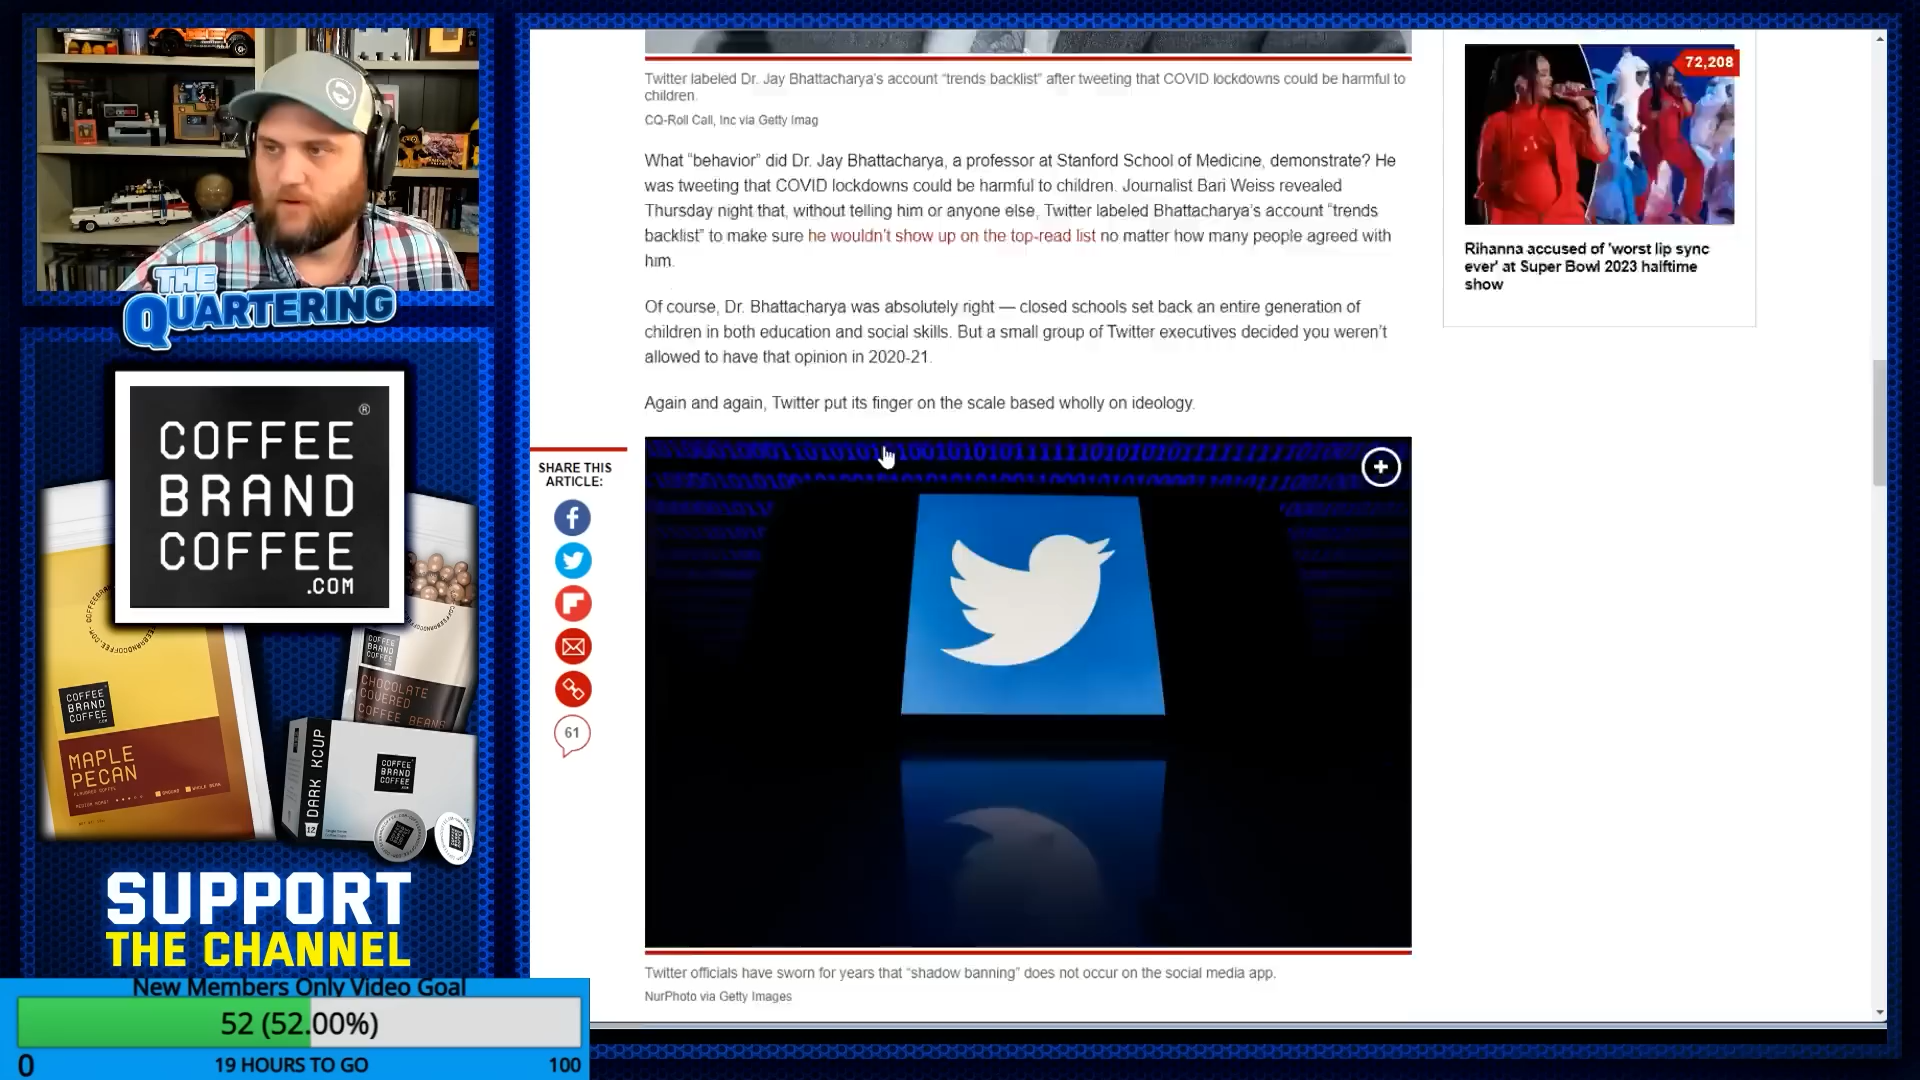 THE
QUARTERING
COFFEE ®
BRAND
COFFEE
.COM
COFFEE
BRAND
COFFEE
.COM
MAPLE
PECAN
COFFEE
BRAND
COFFEE
CHOCOLATE
COVERED
COFFEE BEANS
DARK KCUP
12
COFFEE
BRAND
COFFEE
SUPPORT
THE CHANNEL
New Members Only Video Goal
52 (52.00%)
0 19 HOURS TO GO 100
Twitter labeled Dr. Jay Bhattacharya's account “trends backlist” after tweeting that COVID lockdowns could be harmful to
children.
CQ-Roll Call, Inc via Getty Imag
What “behavior” did Dr. Jay Bhattacharya, a professor at Stanford School of Medicine, demonstrate? He
was tweeting that COVID lockdowns could be harmful to children. Journalist Bari Weiss revealed
Thursday night that, without telling him or anyone else, Twitter labeled Bhattacharya’s account “trends
backlist” to make sure he wouldn’t show up on the top-read list no matter how many people agreed with
him.
Of course, Dr. Bhattacharya was absolutely right — closed schools set back an entire generation of
children in both education and social skills. But a small group of Twitter executives decided you weren’t
allowed to have that opinion in 2020-21.
Again and again, Twitter put its finger on the scale based wholly on ideology.
SHARE THIS
ARTICLE:
61
Twitter officials have sworn for years that “shadow banning” does not occur on the social media app.
NurPhoto via Getty Images
72,208
Rihanna accused of 'worst lip sync
ever' at Super Bowl 2023 halftime
show